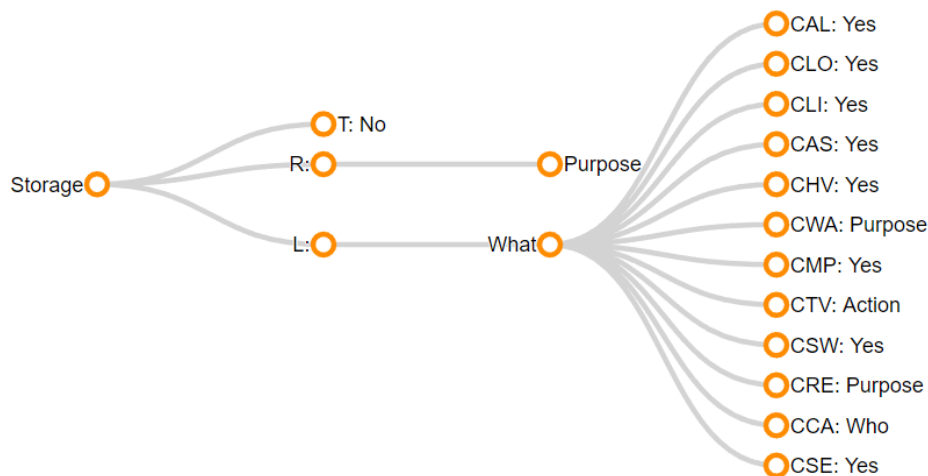 CAL: Yes
CLO: Yes
CLI: Yes
T: No
CAS: Yes
R:
Purpose
Storage
CHV: Yes
CWA: Purpose
L:
What
CMP: Yes
CTV: Action
CSW: Yes
CRE: Purpose
CCA: Who
CSE: Yes